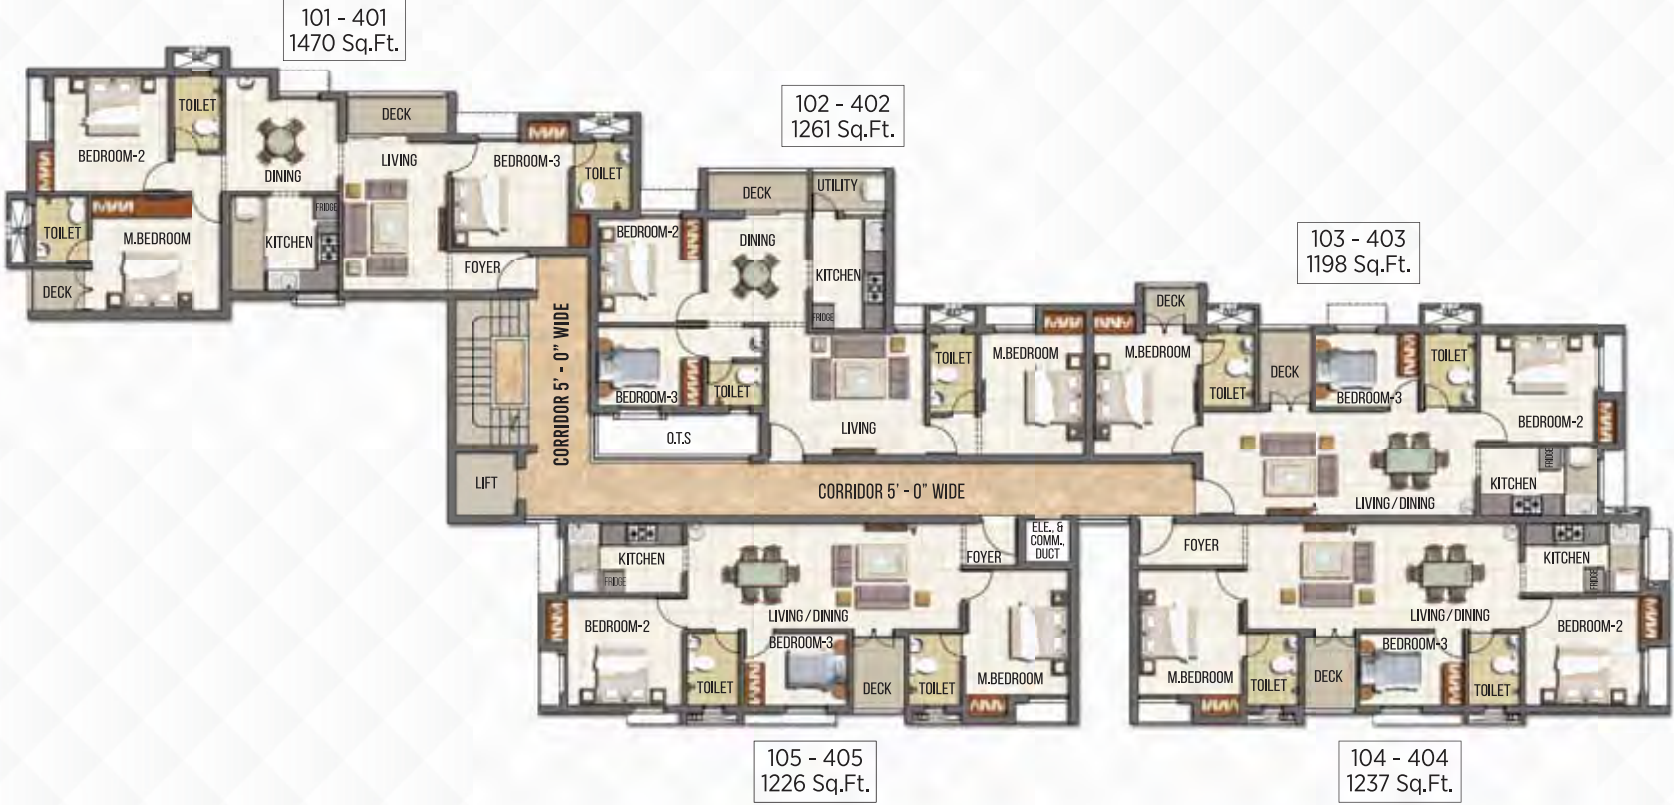 101 - 401
1470 Sq.Ft.
102 - 402
1261 Sq.Ft.
103 - 403
1198 Sq.Ft.
BEDROOM-2
TOILET
DINING
DECK
LIVING
BEDROOM-3
TOILET
TOILET
M.BEDROOM
DECK
KITCHEN
FRIDGE
FOYER
CORRIDOR 5' - 0" WIDE
LIFT
BEDROOM-2
DECK
UTILITY
DINING
KITCHEN
FRIDGE
BEDROOM-3
TOILET
O.T.S
LIVING
TOILET
M.BEDROOM
CORRIDOR 5' - 0" WIDE
DECK
M.BEDROOM
TOILET
DECK
BEDROOM-3
TOILET
BEDROOM-2
KITCHEN
FRIDGE
LIVING / DINING
KITCHEN
FRIDGE
FOYER
ELE., &
COMM.,
DUCT
LIVING / DINING
BEDROOM-2
TOILET
BEDROOM-3
DECK
TOILET
M.BEDROOM
FOYER
KITCHEN
FRIDGE
LIVING / DINING
M.BEDROOM
TOILET
DECK
BEDROOM-3
TOILET
BEDROOM-2
105 - 405
1226 Sq.Ft.
104 - 404
1237 Sq.Ft.